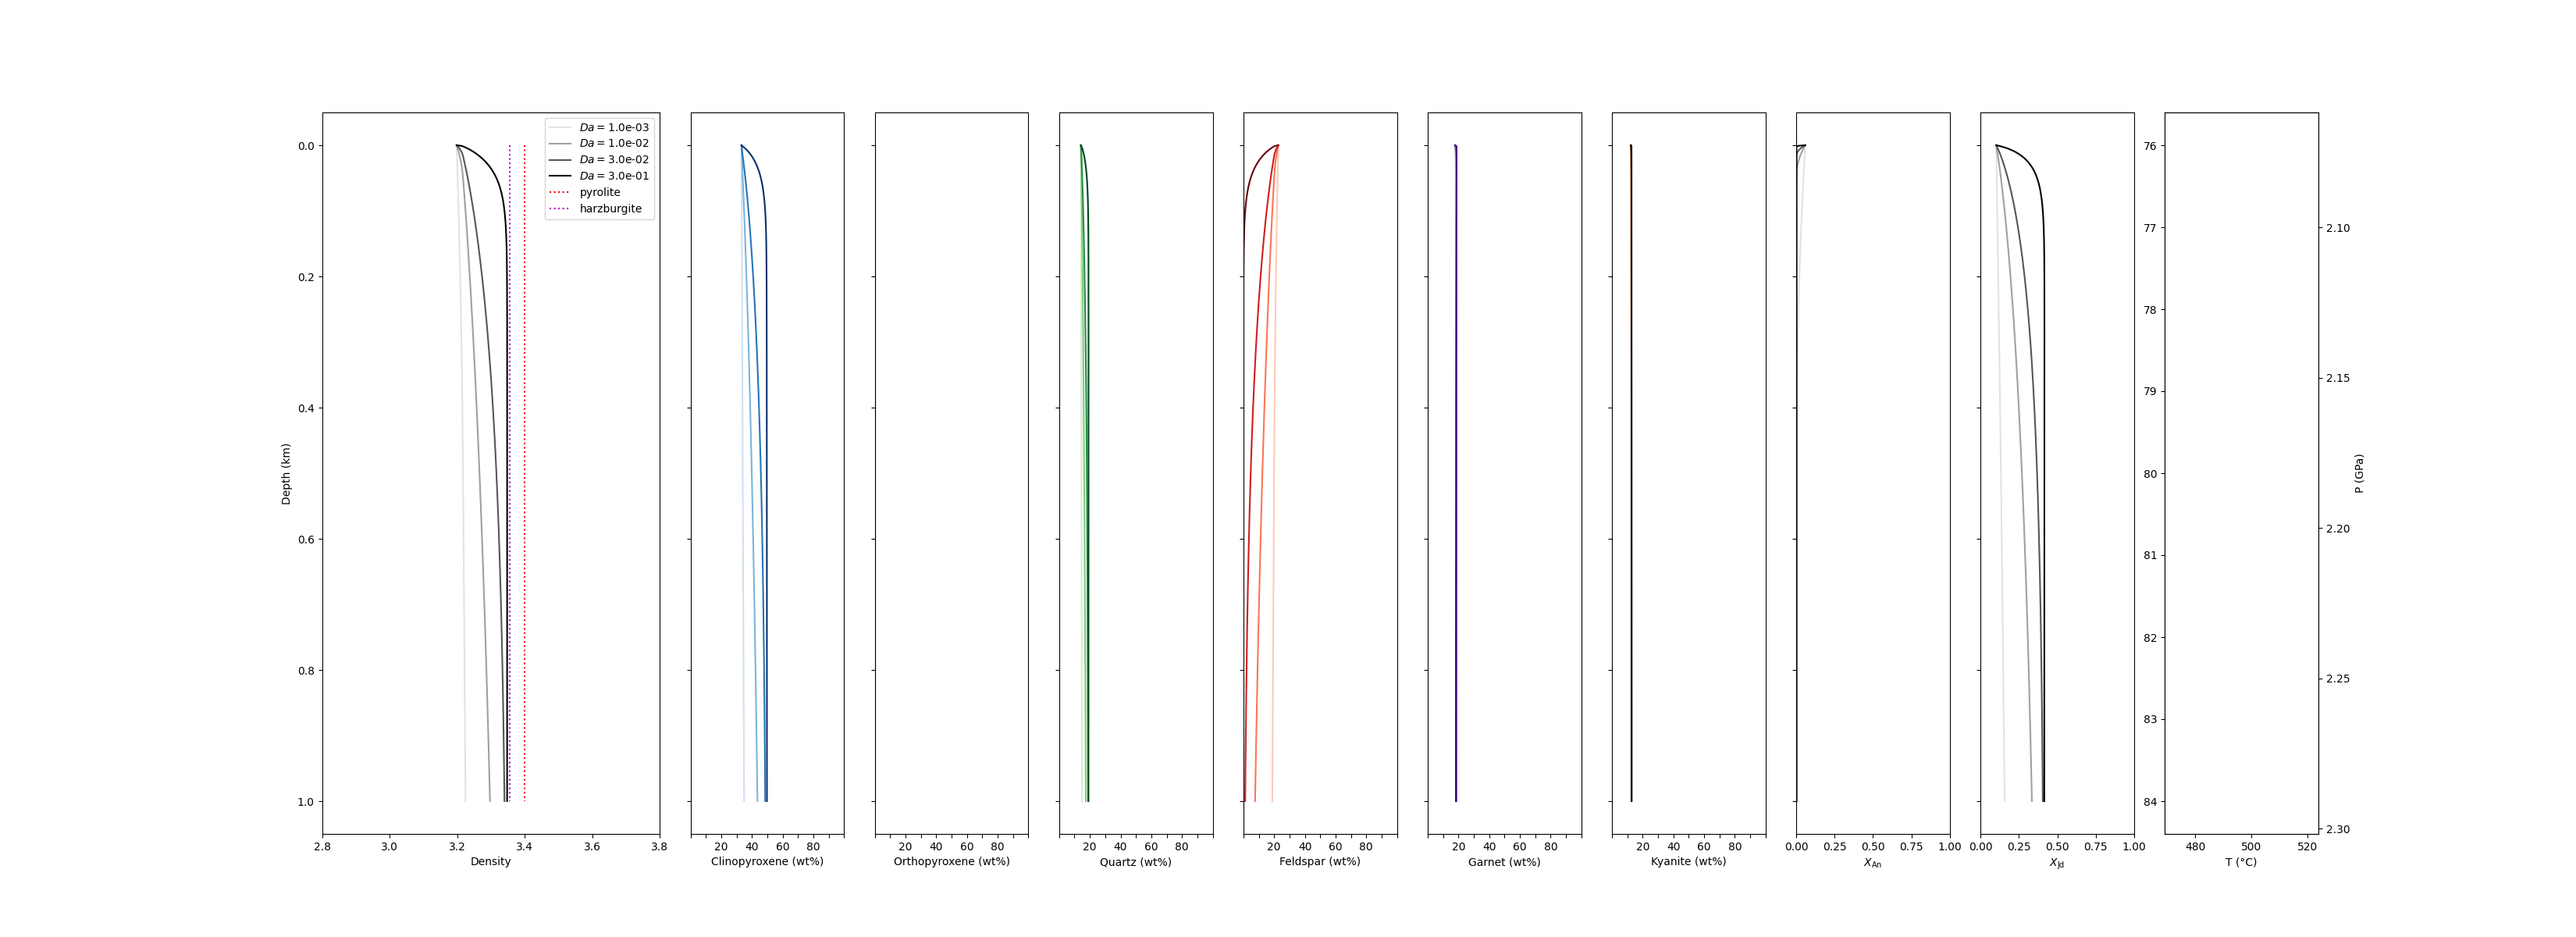 Da = 1.0e-03
Da = 1.0e-02
Da = 3.0e-02
Da = 3.0e-01
pyrolite
harzburgite
Depth (km)
0.0
0.2
0.4
0.6
0.8
1.0
2.8 3.0 3.2 3.4 3.6 3.8
Density
20 40 60 80
Clinopyroxene (wt%)
20 40 60 80
Orthopyroxene (wt%)
20 40 60 80
Quartz (wt%)
20 40 60 80
Feldspar (wt%)
20 40 60 80
Garnet (wt%)
20 40 60 80
Kyanite (wt%)
0.00 0.25 0.50 0.75 1.00
X_An
0.00 0.25 0.50 0.75 1.00
X_Jd
76
77
78
79
80
81
82
83
84
480 500 520
T (°C)
2.10
2.15
2.20
2.25
2.30
P (GPa)